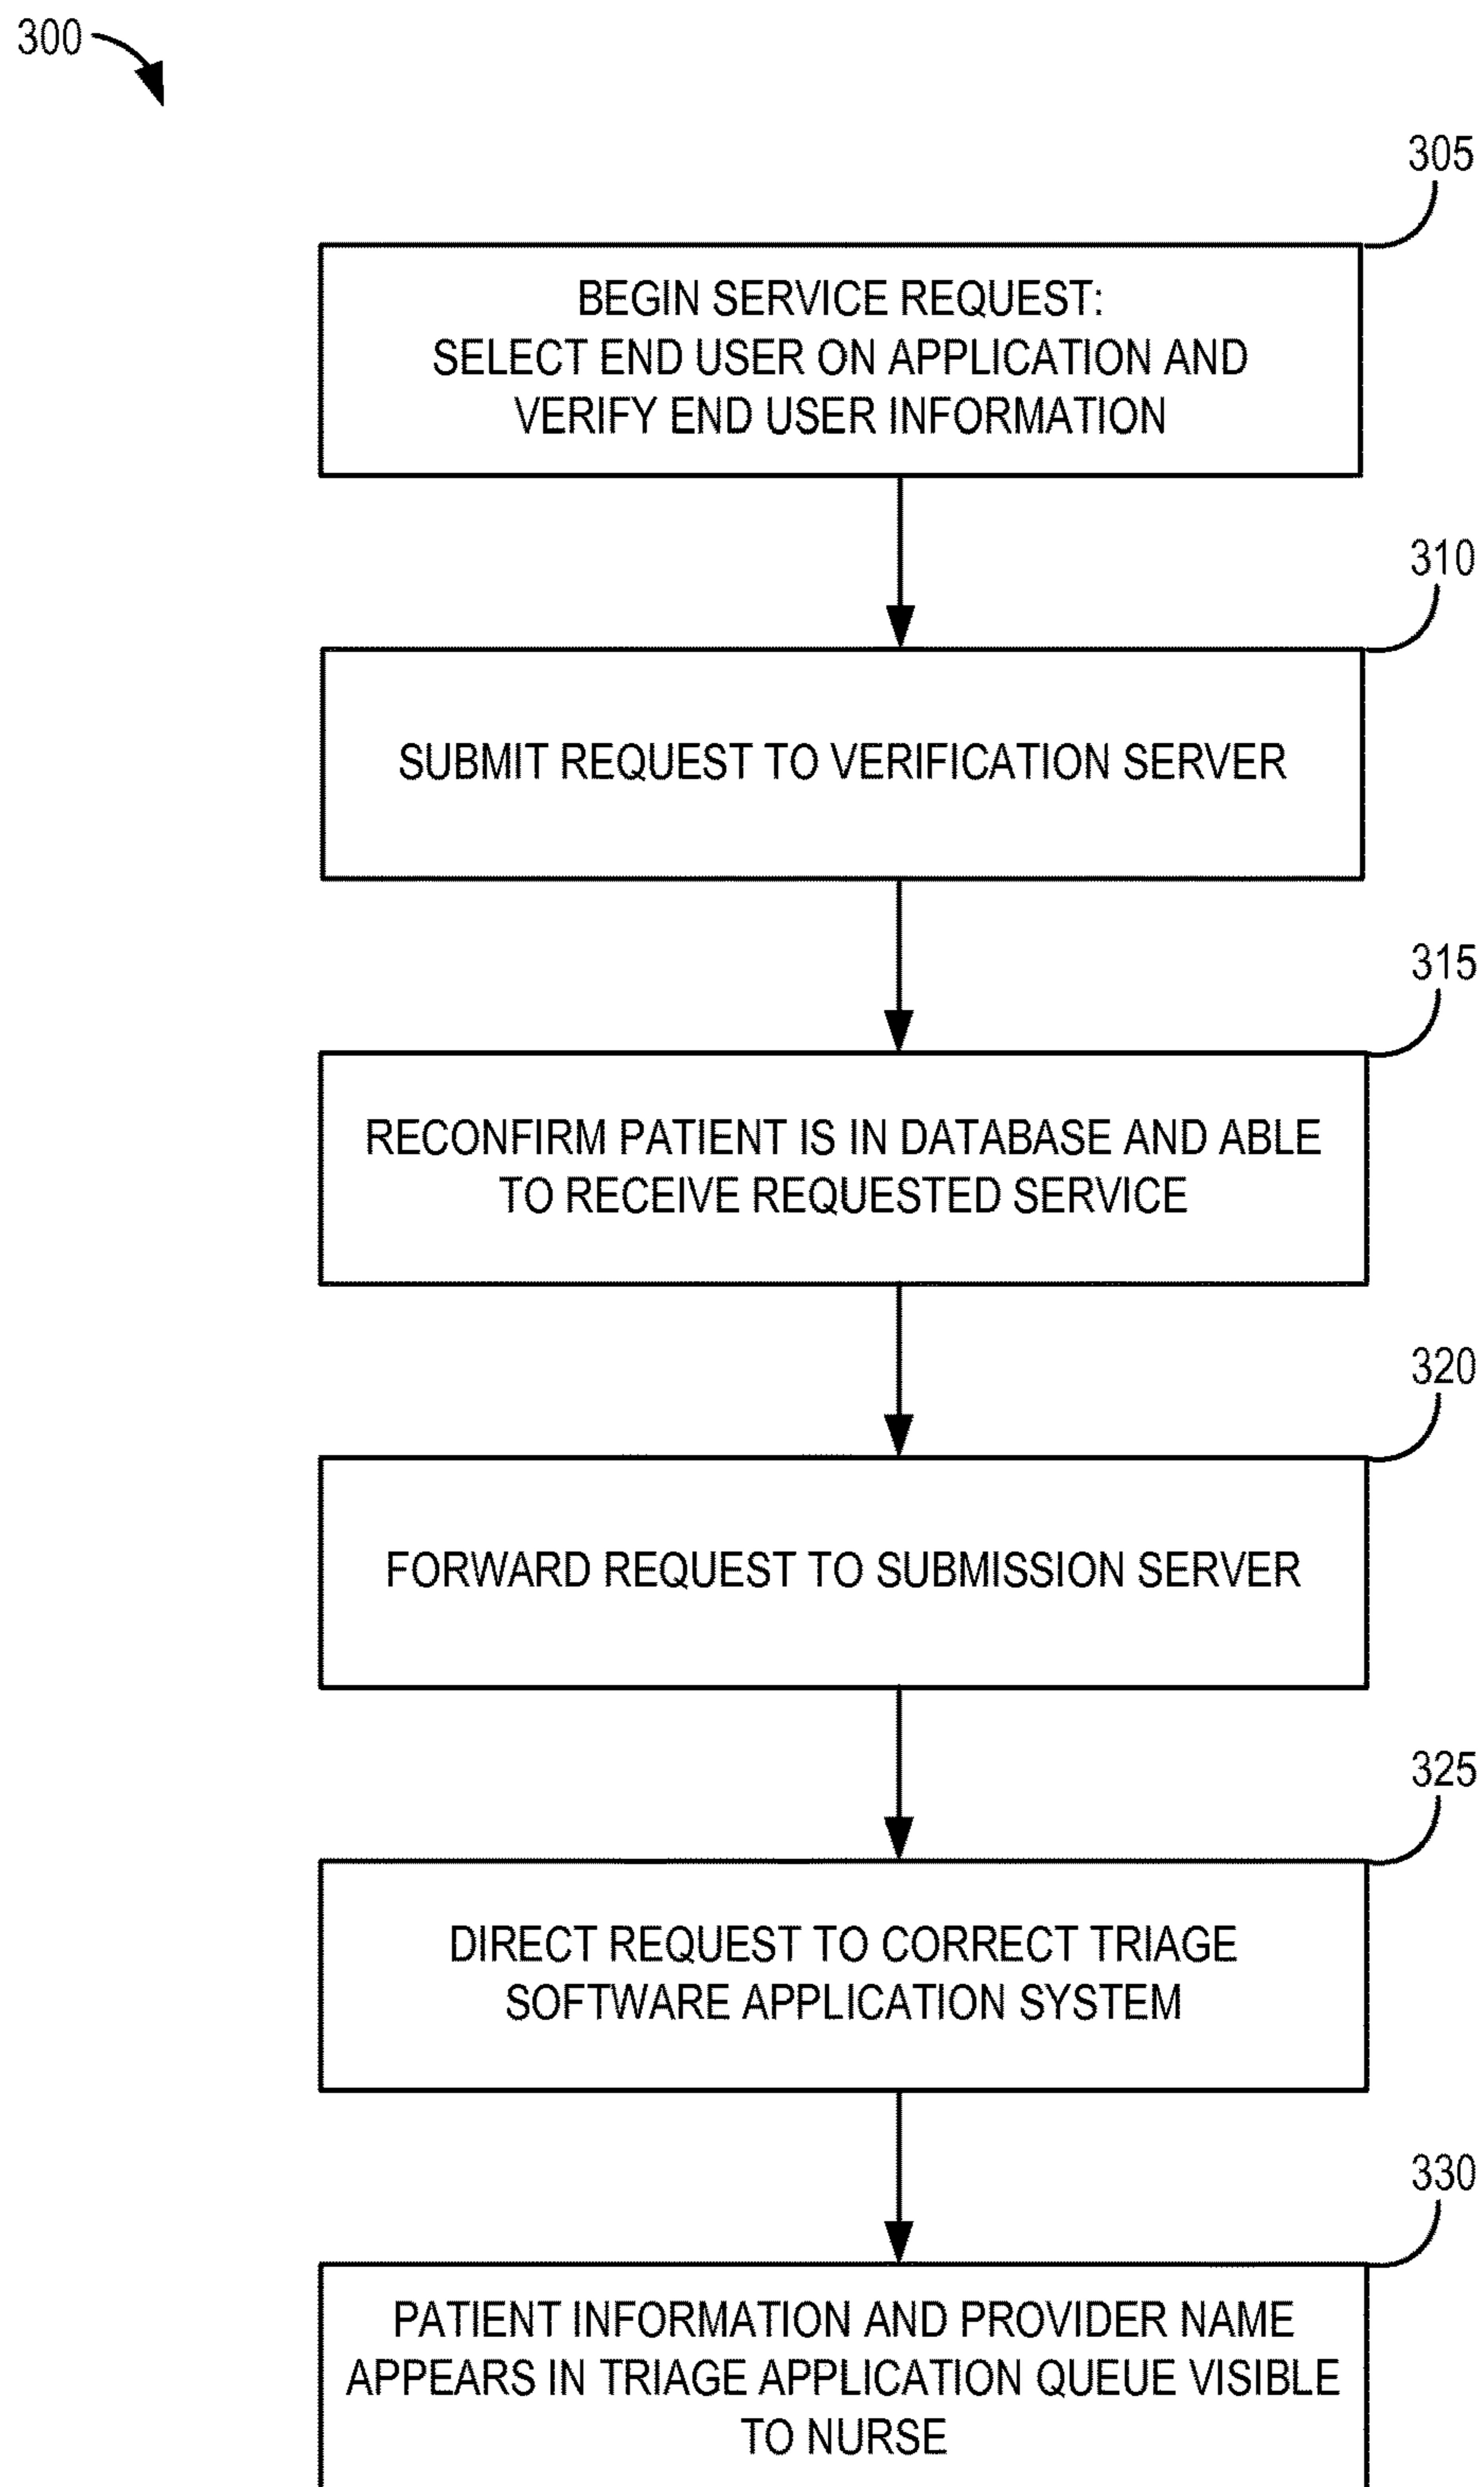 300
305
BEGIN SERVICE REQUEST:
SELECT END USER ON APPLICATION AND
VERIFY END USER INFORMATION
310
SUBMIT REQUEST TO VERIFICATION SERVER
315
RECONFIRM PATIENT IS IN DATABASE AND ABLE
TO RECEIVE REQUESTED SERVICE
320
FORWARD REQUEST TO SUBMISSION SERVER
325
DIRECT REQUEST TO CORRECT TRIAGE
SOFTWARE APPLICATION SYSTEM
330
PATIENT INFORMATION AND PROVIDER NAME
APPEARS IN TRIAGE APPLICATION QUEUE VISIBLE
TO NURSE